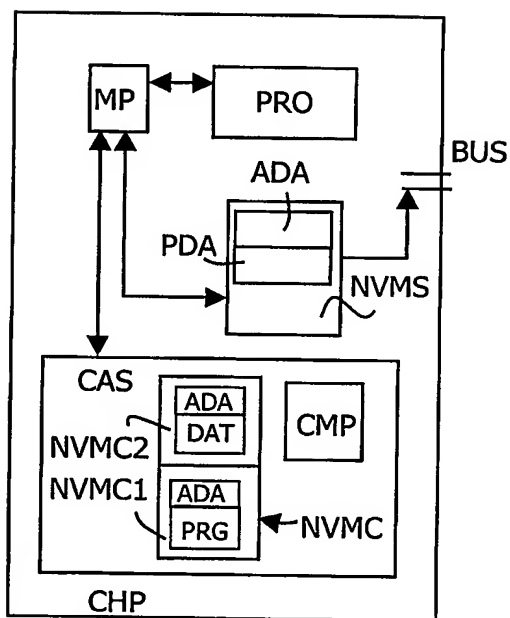 MP
PRO
BUS
ADA
PDA
NVMS
CAS
ADA
DAT
CMP
NVMC2
NVMC1
ADA
PRG
NVMC
CHP